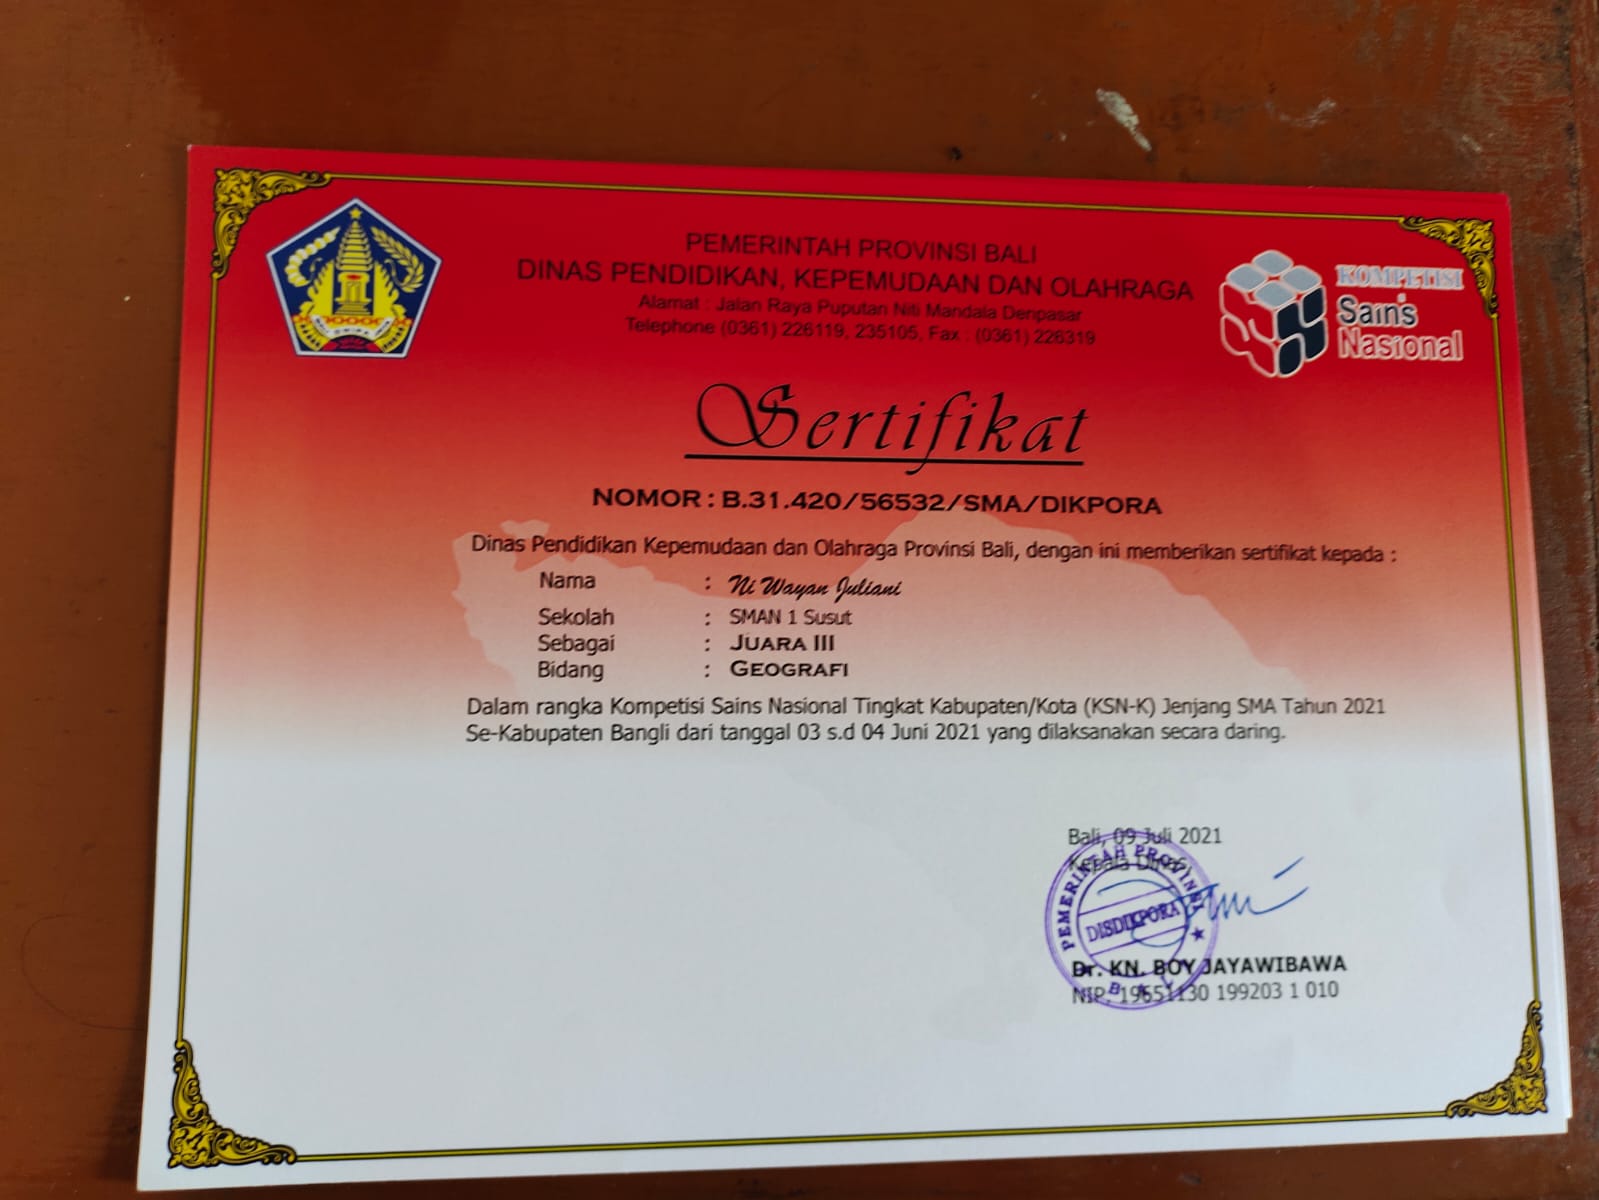 PEMERINTAH PROVINSI BALI
DINAS PENDIDIKAN, KEPEMUDAAN DAN OLAHRAGA
Alamat : Jalan Raya Puputan Niti Mandala Denpasar
Telephone (0361) 226119, 235105, Fax : (0361) 226319
KOMPETISI
Sains
Nasional
Sertifikat
NOMOR : B.31.420/56532/SMA/DIKPORA
Dinas Pendidikan Kepemudaan dan Olahraga Provinsi Bali, dengan ini memberikan sertifikat kepada :
Nama : Ni Wayan Juliani
Sekolah : SMAN 1 Susut
Sebagai : JUARA III
Bidang : GEOGRAFI
Dalam rangka Kompetisi Sains Nasional Tingkat Kabupaten/Kota (KSN-K) Jenjang SMA Tahun 2021
Se-Kabupaten Bangli dari tanggal 03 s.d 04 Juni 2021 yang dilaksanakan secara daring.
Bali, 09 Juli 2021
Kepala Dinas,
PEMERINTAH PROVINSI
DISDIKPORA
BALI
Dr. KN. BOY JAYAWIBAWA
NIP. 19651130 199203 1 010